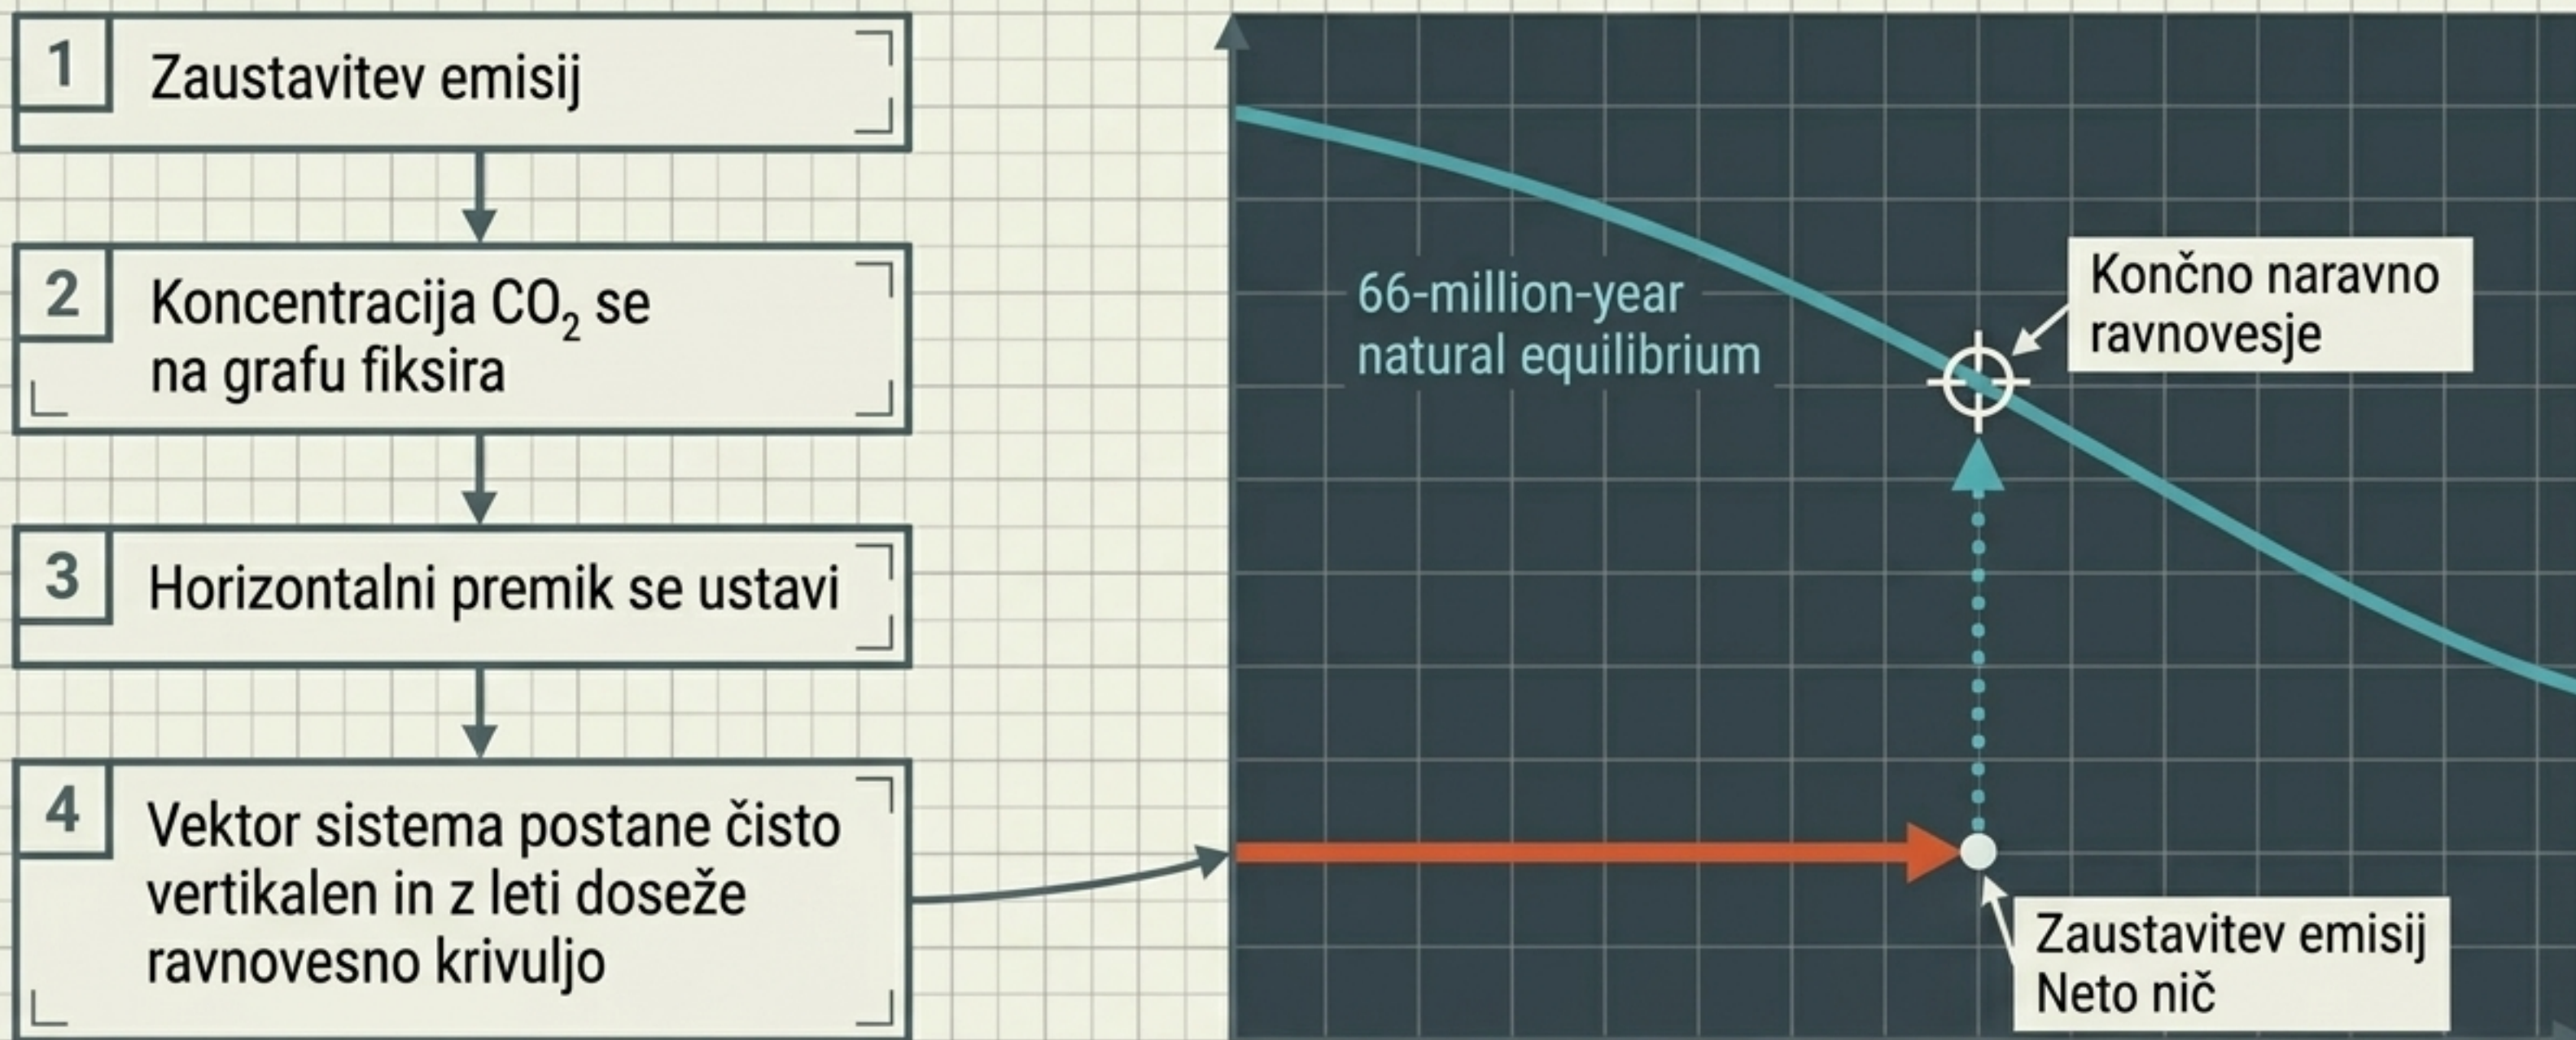 1
Zaustavitev emisij
2
Koncentracija CO₂ se
na grafu fiksira
3
Horizontalni premik se ustavi
4
Vektor sistema postane čisto
vertikalen in z leti doseže
ravnovesno krivuljo
66-million-year
natural equilibrium
Končno naravno
ravnovesje
Zaustavitev emisij
Neto nič